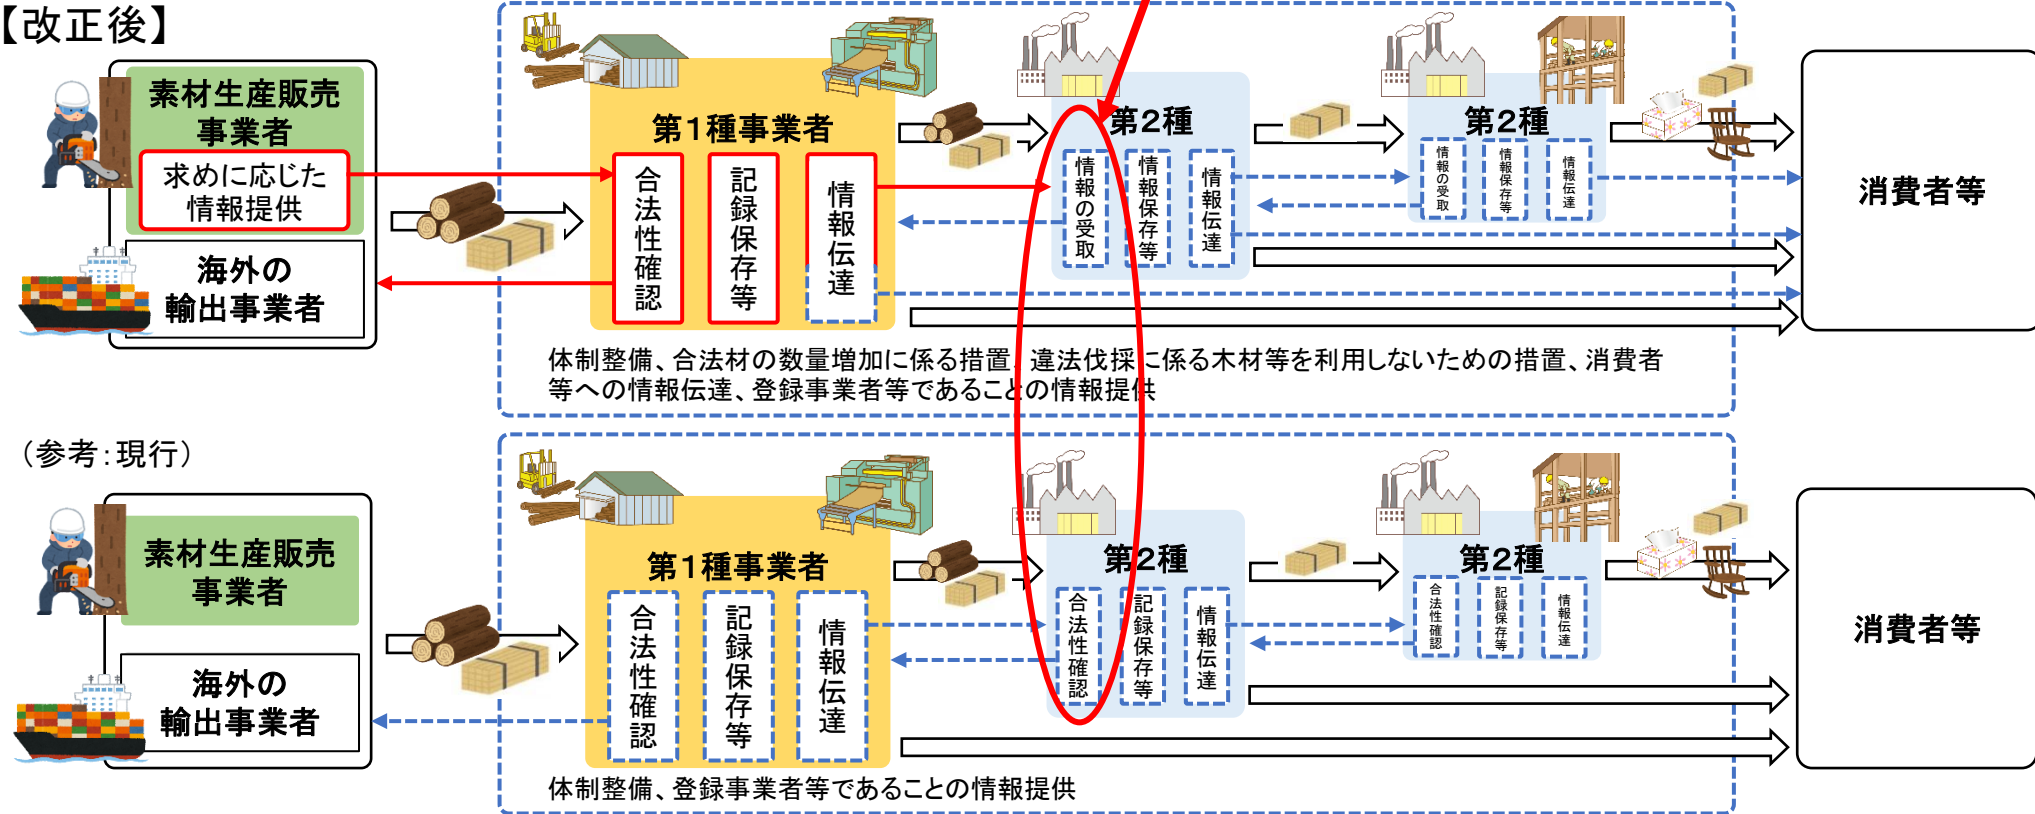 【改正後】
素材生産販売
事業者
求めに応じた
情報提供
海外の
輸出事業者
第1種事業者
合法性確認
記録保存等
情報伝達
第2種
情報の受取
情報保存等
情報伝達
第2種
情報の受取
情報保存等
情報伝達
消費者等
体制整備、合法材の数量増加に係る措置、違法伐採に係る木材等を利用しないための措置、消費者
等への情報伝達、登録事業者等であることの情報提供
（参考：現行）
素材生産販売
事業者
海外の
輸出事業者
第1種事業者
合法性確認
記録保存等
情報伝達
第2種
合法性確認
記録保存等
情報伝達
第2種
合法性確認
記録保存等
情報伝達
消費者等
体制整備、登録事業者等であることの情報提供